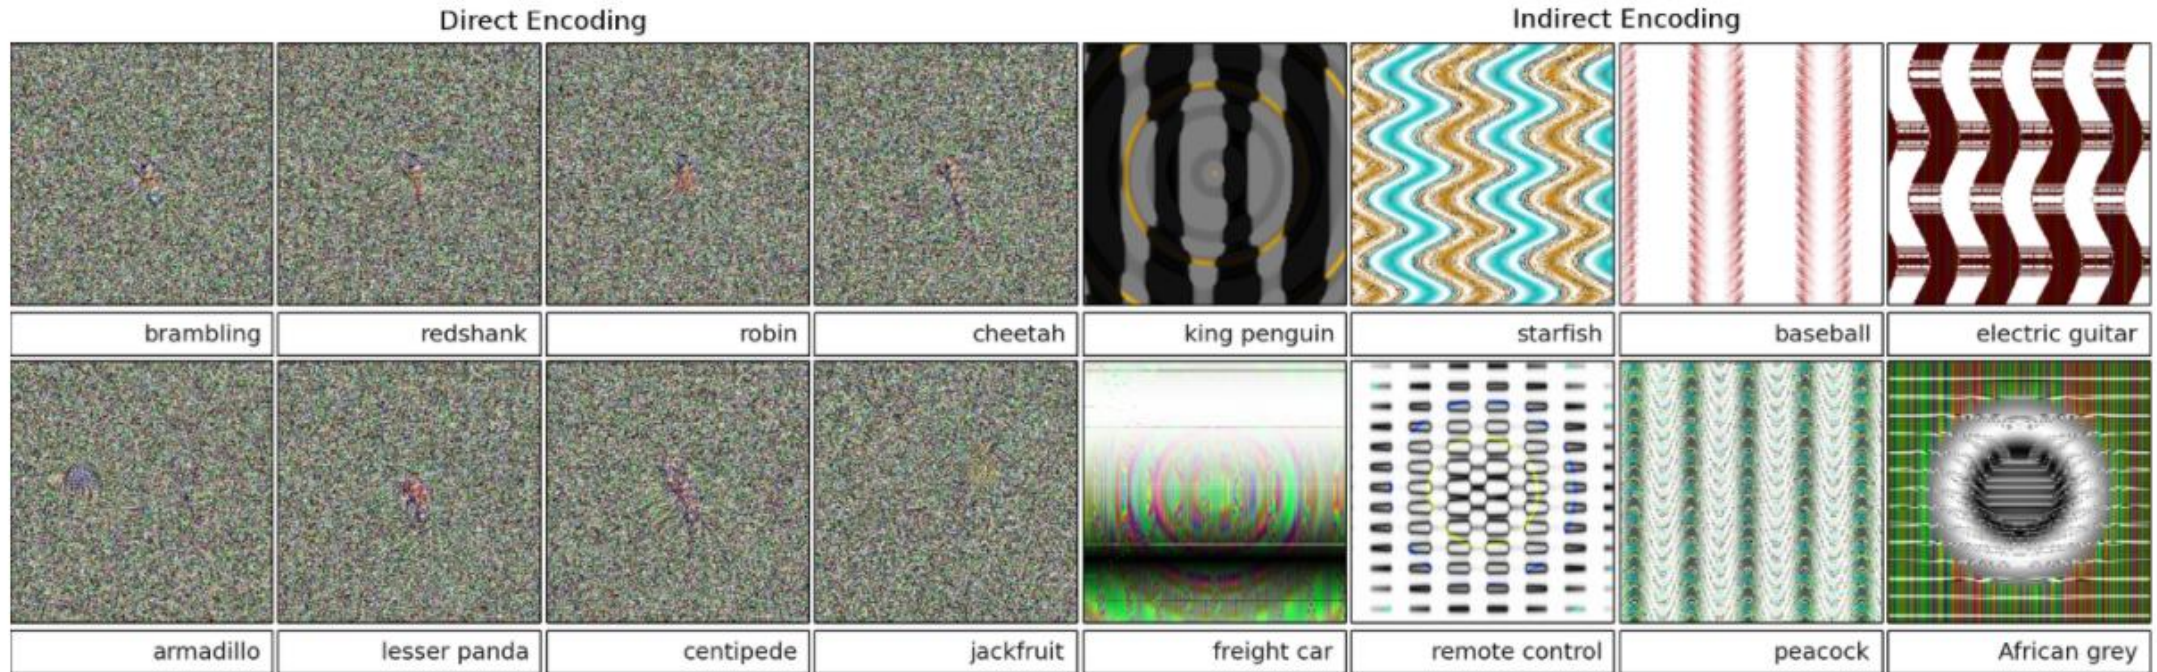 Direct Encoding
Indirect Encoding
brambling
redshank
robin
cheetah
king penguin
starfish
baseball
electric guitar
armadillo
lesser panda
centipede
jackfruit
freight car
remote control
peacock
African grey